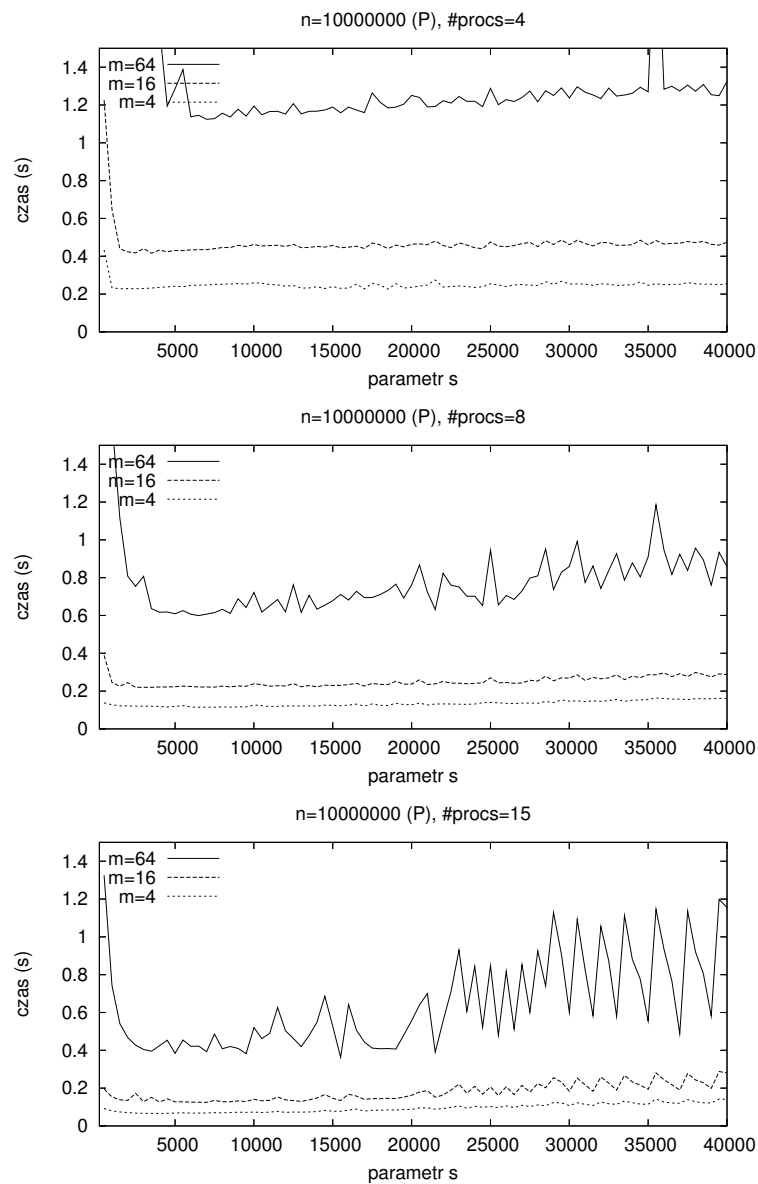 n=10000000 (P), #procs=4
1.4
1.2
1
0.8
0.6
0.4
0.2
0
m=64
m=16
m=4
czas (s)
5000 10000 15000 20000 25000 30000 35000 40000
parametr s
n=10000000 (P), #procs=8
1.4
1.2
1
0.8
0.6
0.4
0.2
0
m=64
m=16
m=4
czas (s)
5000 10000 15000 20000 25000 30000 35000 40000
parametr s
n=10000000 (P), #procs=15
1.4
1.2
1
0.8
0.6
0.4
0.2
0
m=64
m=16
m=4
czas (s)
5000 10000 15000 20000 25000 30000 35000 40000
parametr s